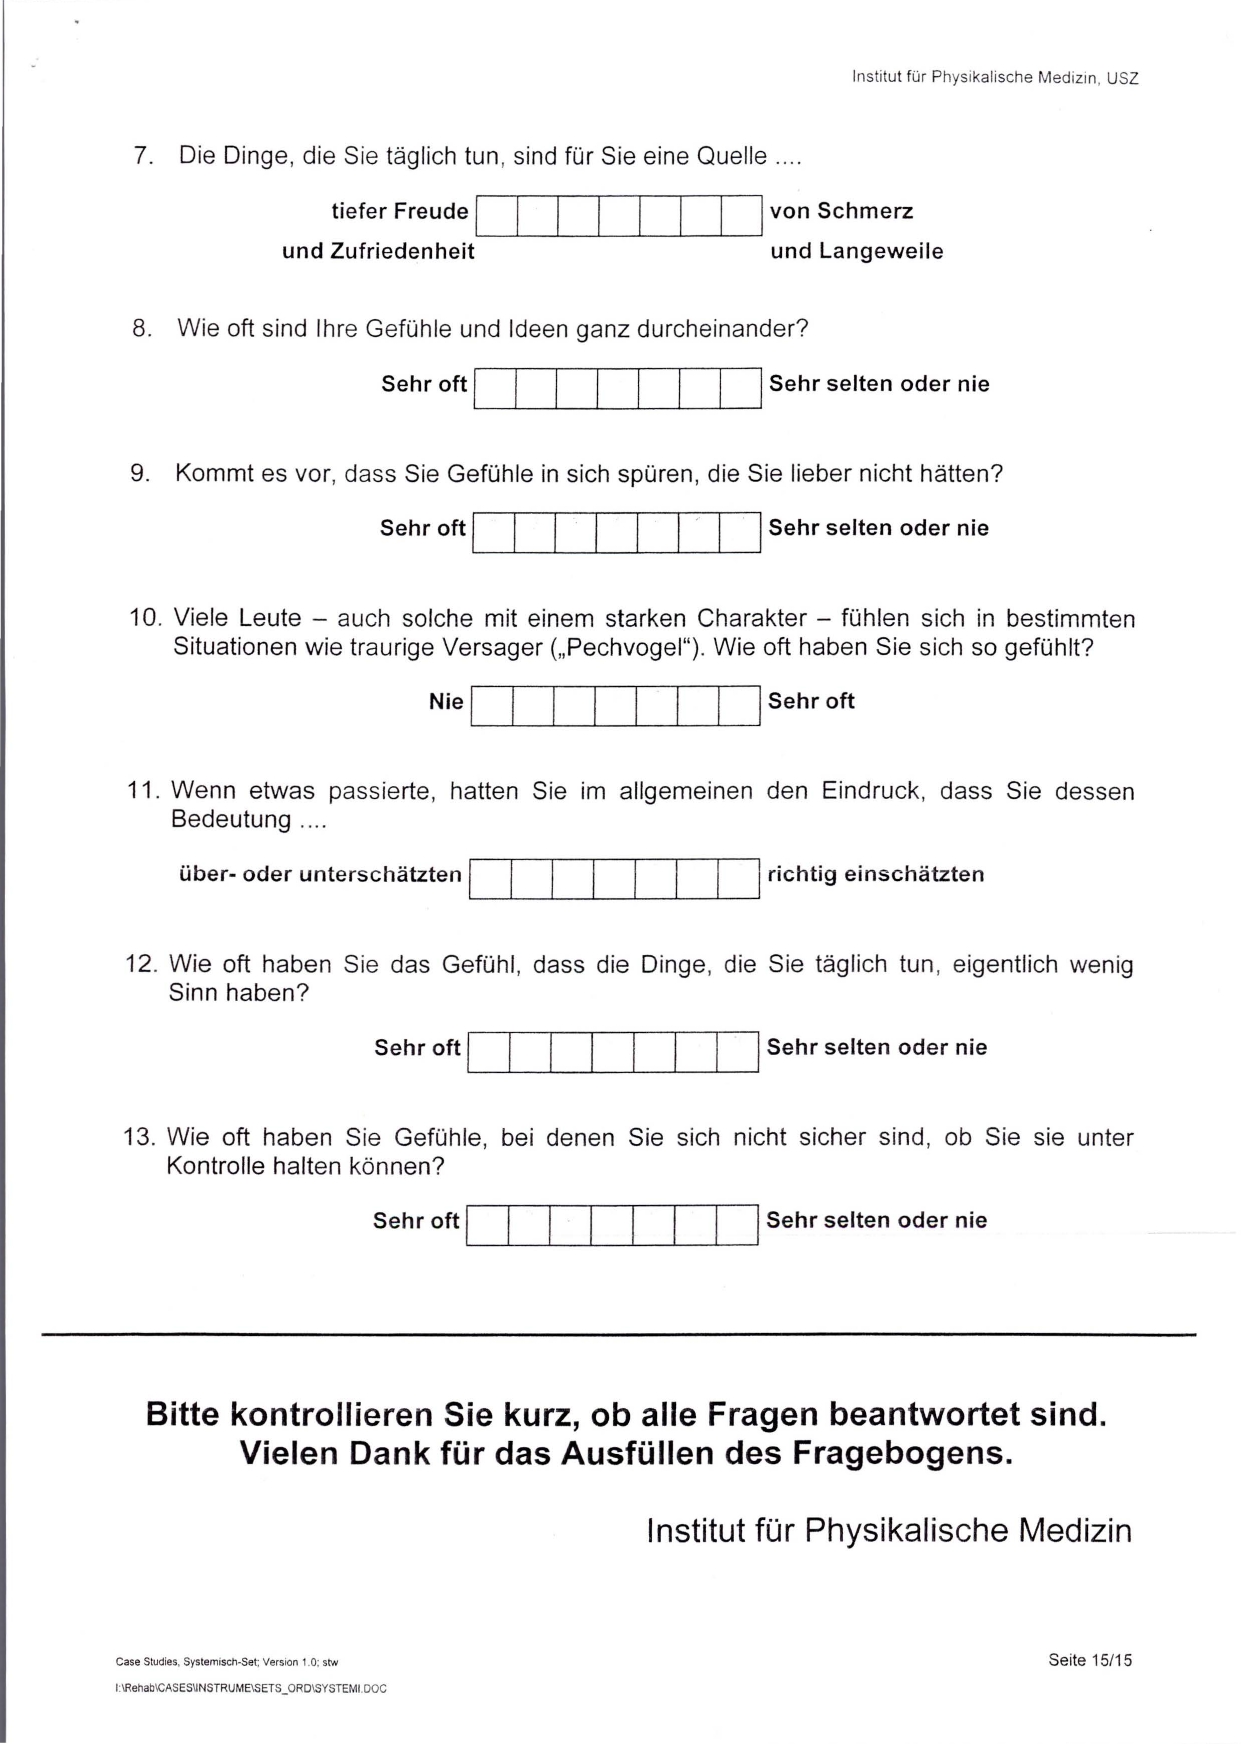 Institut für Physikalische Medizin, USZ
7. Die Dinge, die Sie täglich tun, sind für Sie eine Quelle ....
tiefer Freude von Schmerz
und Zufriedenheit und Langeweile
8. Wie oft sind Ihre Gefühle und Ideen ganz durcheinander?
Sehr oft Sehr selten oder nie
9. Kommt es vor, dass Sie Gefühle in sich spüren, die Sie lieber nicht hätten?
Sehr oft Sehr selten oder nie
10. Viele Leute – auch solche mit einem starken Charakter – fühlen sich in bestimmten
Situationen wie traurige Versager („Pechvogel“). Wie oft haben Sie sich so gefühlt?
Nie Sehr oft
11. Wenn etwas passierte, hatten Sie im allgemeinen den Eindruck, dass Sie dessen
Bedeutung ....
über- oder unterschätzten richtig einschätzten
12. Wie oft haben Sie das Gefühl, dass die Dinge, die Sie täglich tun, eigentlich wenig
Sinn haben?
Sehr oft Sehr selten oder nie
13. Wie oft haben Sie Gefühle, bei denen Sie sich nicht sicher sind, ob Sie sie unter
Kontrolle halten können?
Sehr oft Sehr selten oder nie
Bitte kontrollieren Sie kurz, ob alle Fragen beantwortet sind.
Vielen Dank für das Ausfüllen des Fragebogens.
Institut für Physikalische Medizin
Case Studies, Systemisch-Set; Version 1.0; stw Seite 15/15
I:\Rehab\CASES\INSTRUME\SETS_ORD\SYSTEMI.DOC